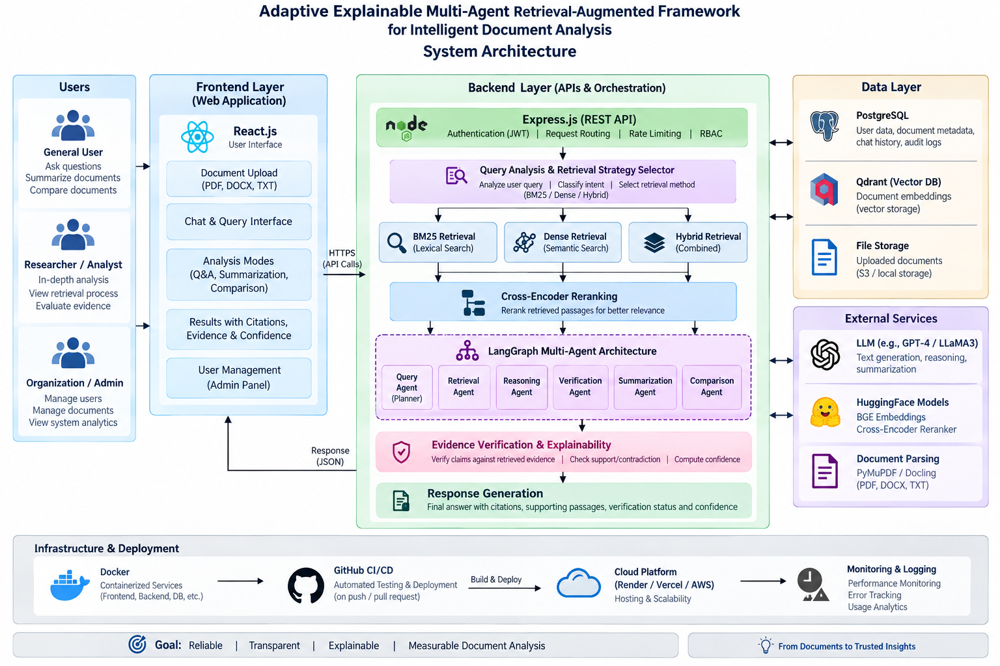 Adaptive Explainable Multi-Agent Retrieval-Augmented Framework
for Intelligent Document Analysis
System Architecture
Users
General User
Ask questions
Summarize documents
Compare documents
Researcher / Analyst
In-depth analysis
View retrieval process
Evaluate evidence
Organization / Admin
Manage users
Manage documents
View system analytics
Frontend Layer
(Web Application)
React.js
User Interface
Document Upload
(PDF, DOCX, TXT)
Chat & Query Interface
Analysis Modes
(Q&A, Summarization,
Comparison)
Results with Citations,
Evidence & Confidence
User Management
(Admin Panel)
HTTPS
(API Calls)
Response
(JSON)
Backend Layer (APIs & Orchestration)
node
JS
Express.js (REST API)
Authentication (JWT) | Request Routing | Rate Limiting | RBAC
Query Analysis & Retrieval Strategy Selector
Analyze user query | Classify intent | Select retrieval method
(BM25 / Dense / Hybrid)
BM25 Retrieval
(Lexical Search)
Dense Retrieval
(Semantic Search)
Hybrid Retrieval
(Combined)
Cross-Encoder Reranking
Rerank retrieved passages for better relevance
LangGraph Multi-Agent Architecture
Query
Agent
(Planner)
Retrieval
Agent
Reasoning
Agent
Verification
Agent
Summarization
Agent
Comparison
Agent
Evidence Verification & Explainability
Verify claims against retrieved evidence | Check support/contradiction | Compute confidence
Response Generation
Final answer with citations, supporting passages, verification status and confidence
Data Layer
PostgreSQL
User data, document metadata,
chat history, audit logs
Qdrant (Vector DB)
Document embeddings
(vector storage)
File Storage
Uploaded documents
(S3 / local storage)
External Services
LLM (e.g., GPT-4 / LLaMA3)
Text generation, reasoning,
summarization
HuggingFace Models
BGE Embeddings
Cross-Encoder Reranker
Document Parsing
PyMuPDF / Docling
(PDF, DOCX, TXT)
Infrastructure & Deployment
Docker
Containerized Services
(Frontend, Backend, DB, etc.)
GitHub CI/CD
Automated Testing & Deployment
(on push / pull request)
Build & Deploy
Cloud Platform
(Render / Vercel / AWS)
Hosting & Scalability
Monitoring & Logging
Performance Monitoring
Error Tracking
Usage Analytics
Goal: Reliable | Transparent | Explainable | Measurable Document Analysis
From Documents to Trusted Insights